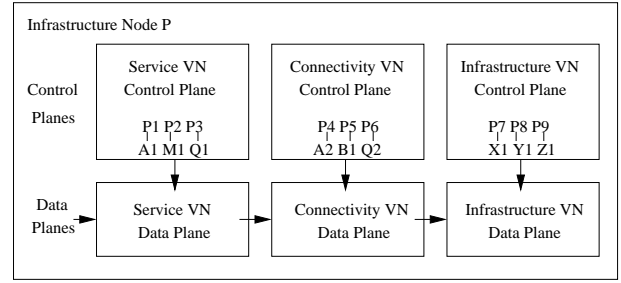 Infrastructure Node P
Control
Planes
Service VN
Control Plane
P1 P2 P3
A1 M1 Q1
Connectivity VN
Control Plane
P4 P5 P6
A2 B1 Q2
Infrastructure VN
Control Plane
P7 P8 P9
X1 Y1 Z1
Data
Planes
Service VN
Data Plane
Connectivity VN
Data Plane
Infrastructure VN
Data Plane